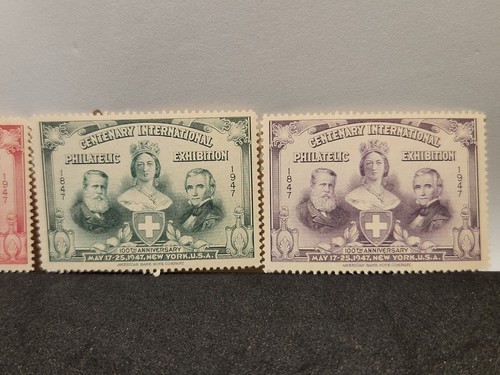 1947
CENTENARY INTERNATIONAL
PHILATELIC EXHIBITION
1847 1947
100TH ANNIVERSARY
MAY 17-25, 1947, NEW YORK, U.S.A.
AMERICAN BANK NOTE COMPANY
CENTENARY INTERNATIONAL
PHILATELIC EXHIBITION
1847 1947
100TH ANNIVERSARY
MAY 17-25, 1947, NEW YORK, U.S.A.
AMERICAN BANK NOTE COMPANY